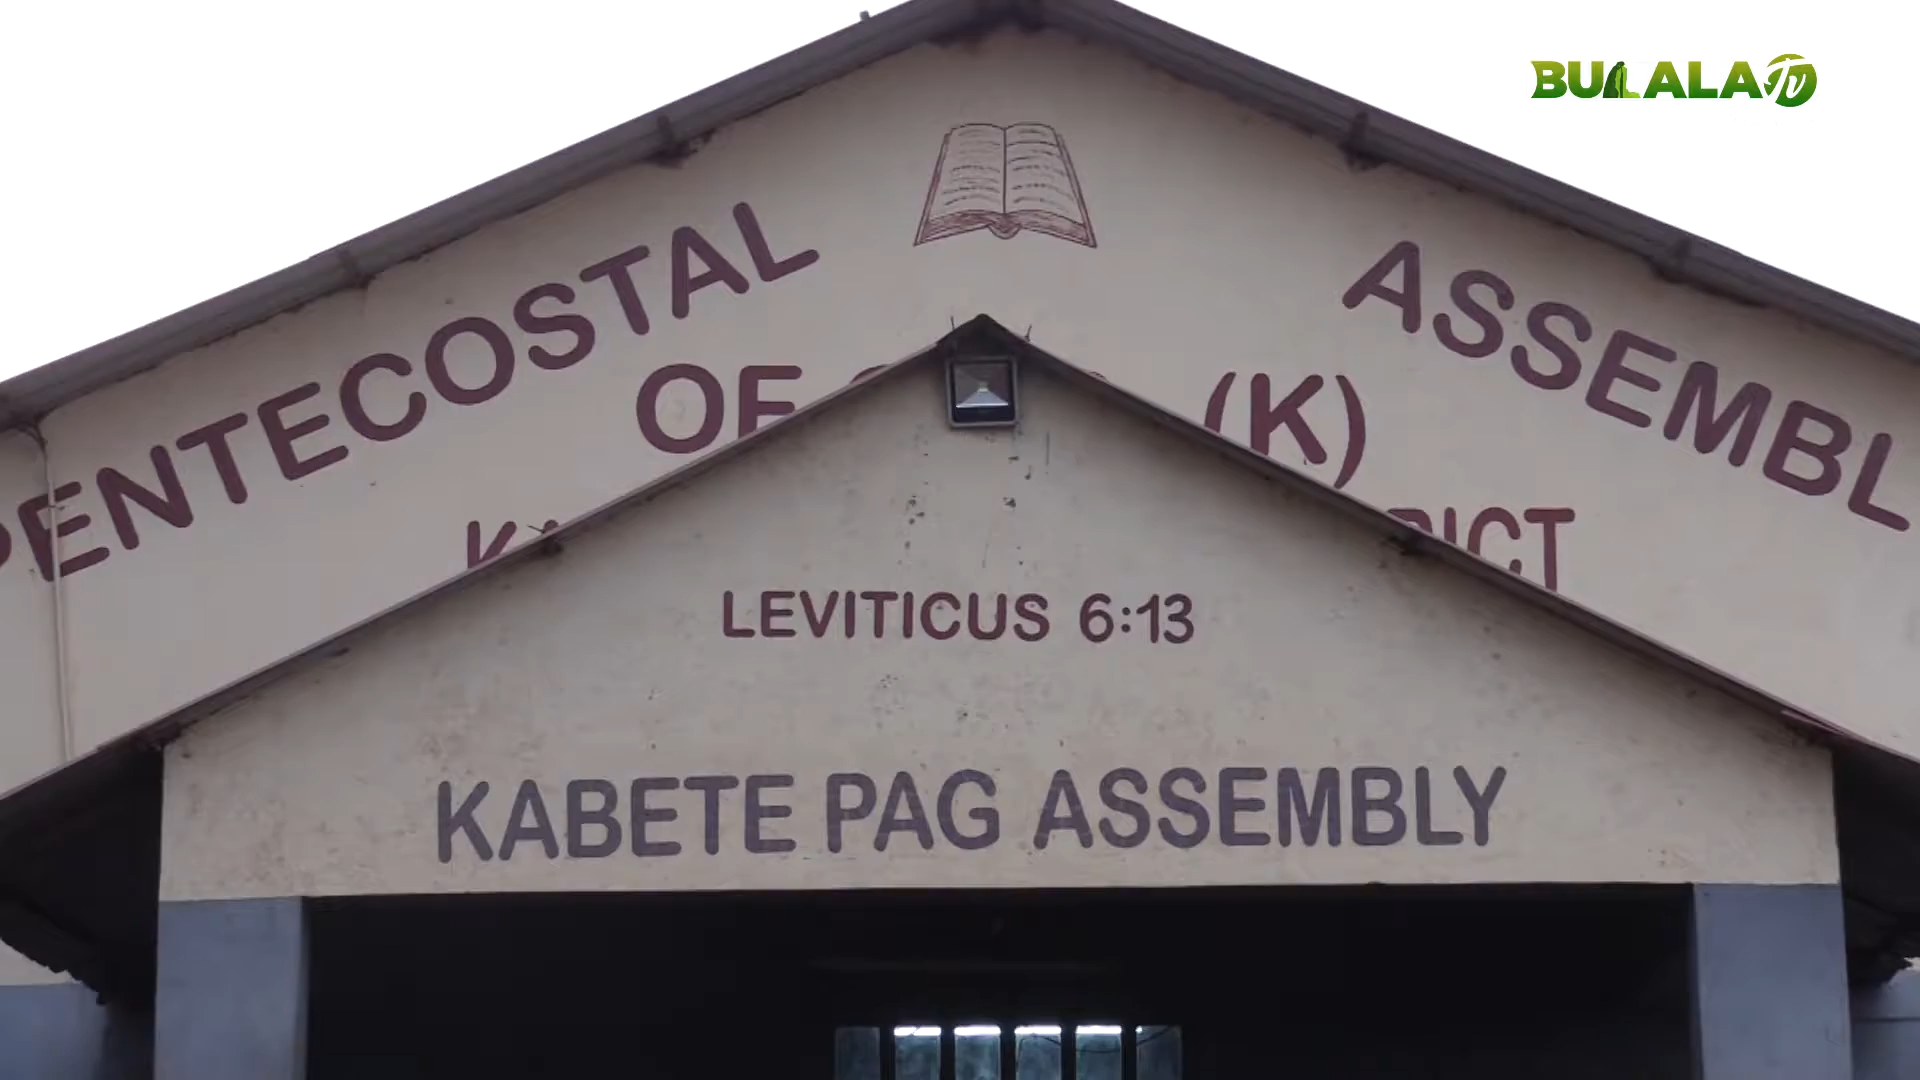 BULALA TV
PENTECOSTAL ASSEMBL
OF (K)
LEVITICUS 6:13
KABETE PAG ASSEMBLY